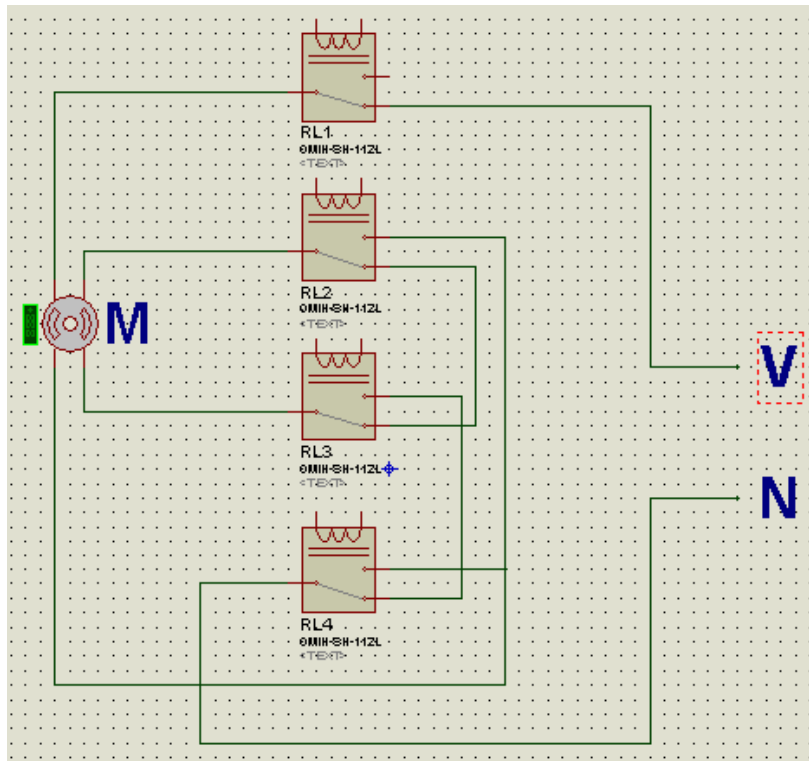 RL1
OMIH-SH-112L
<TEXT>
RL2
OMIH-SH-112L
<TEXT>
M
V
RL3
OMIH-SH-112L
<TEXT>
N
RL4
OMIH-SH-112L
<TEXT>